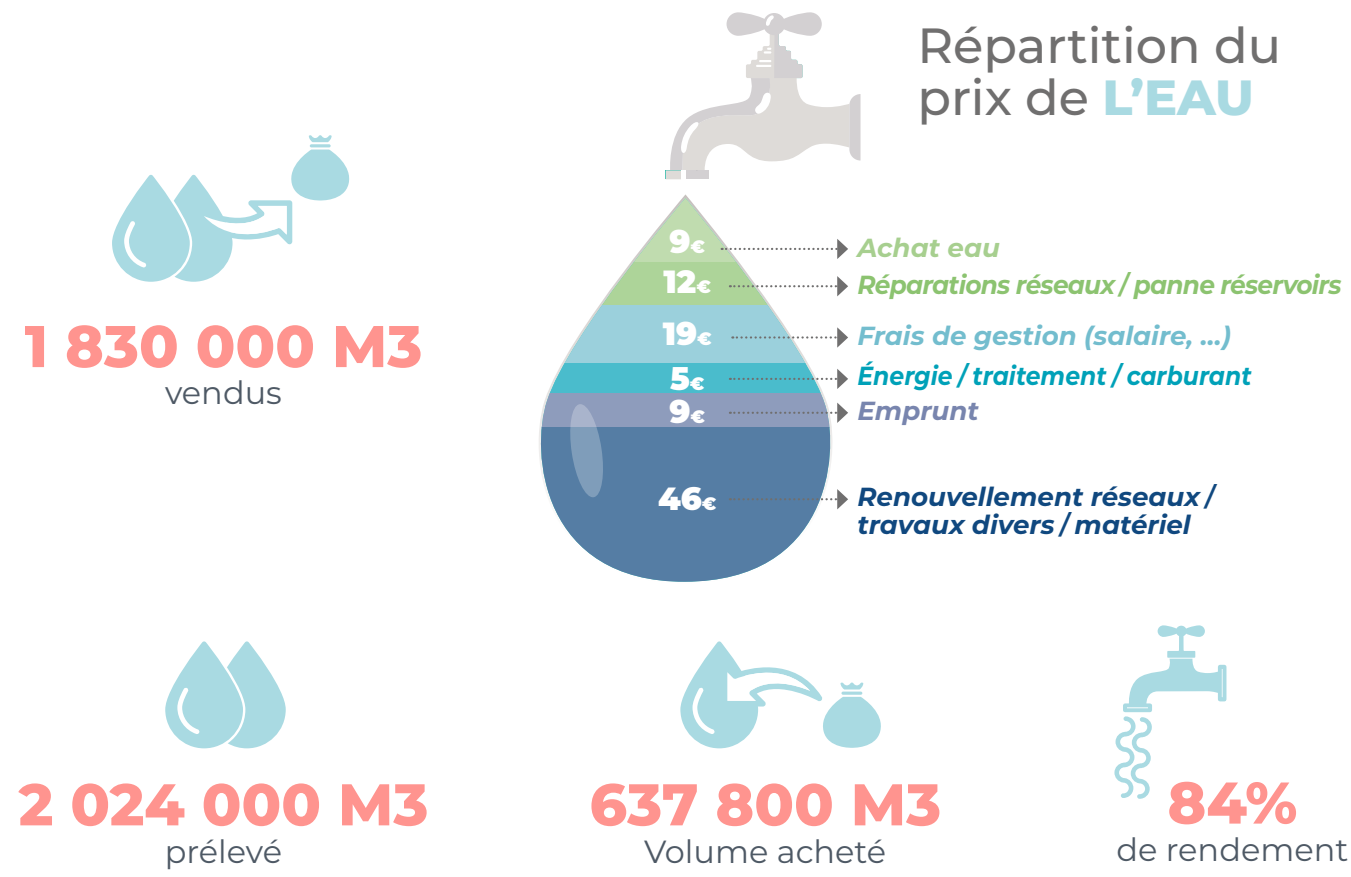 Répartition du
prix de L'EAU
1 830 000 M3
vendus
9€ Achat eau
12€ Réparations réseaux / panne réservoirs
19€ Frais de gestion (salaire, ...)
5€ Énergie / traitement / carburant
9€ Emprunt
46€ Renouvellement réseaux /
travaux divers / matériel
2 024 000 M3
prélevé
637 800 M3
Volume acheté
84%
de rendement